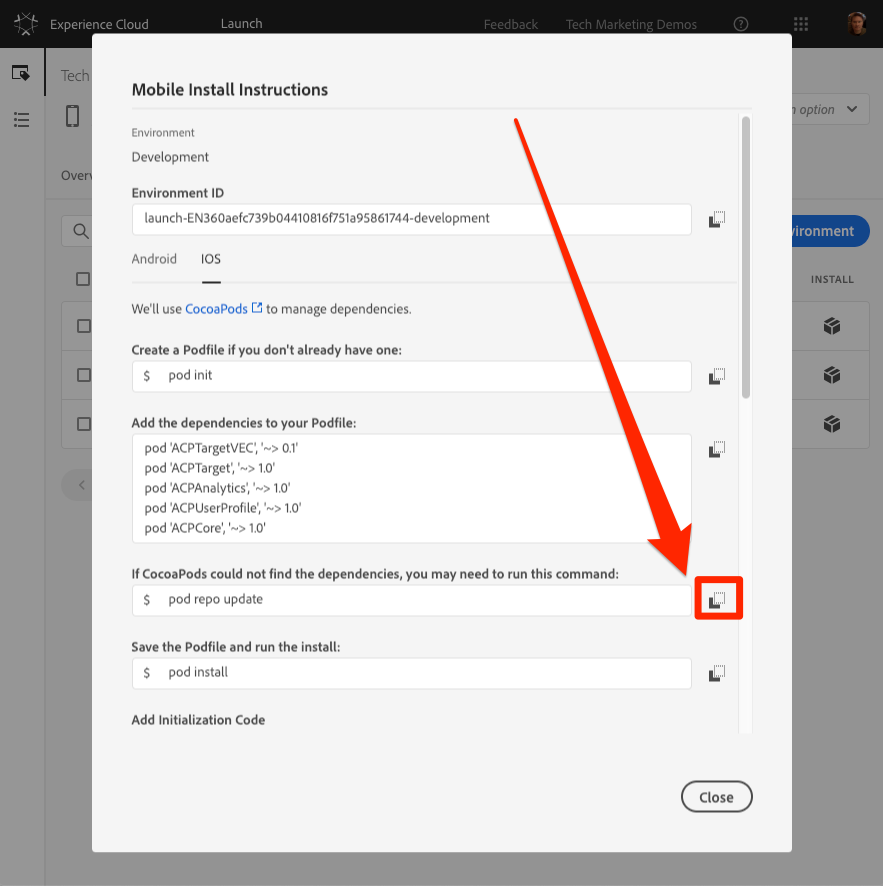 Experience Cloud
Launch
Feedback
Tech Marketing Demos
Tech
n option
Overv
vironment
INSTALL
Mobile Install Instructions
Environment
Development
Environment ID
launch-EN360aefc739b04410816f751a95861744-development
Android
IOS
We'll use CocoaPods to manage dependencies.
Create a Podfile if you don't already have one:
$ pod init
Add the dependencies to your Podfile:
pod 'ACPTargetVEC', '~> 0.1'
pod 'ACPTarget', '~> 1.0'
pod 'ACPAnalytics', '~> 1.0'
pod 'ACPUserProfile', '~> 1.0'
pod 'ACPCore', '~> 1.0'
If CocoaPods could not find the dependencies, you may need to run this command:
$ pod repo update
Save the Podfile and run the install:
$ pod install
Add Initialization Code
Close